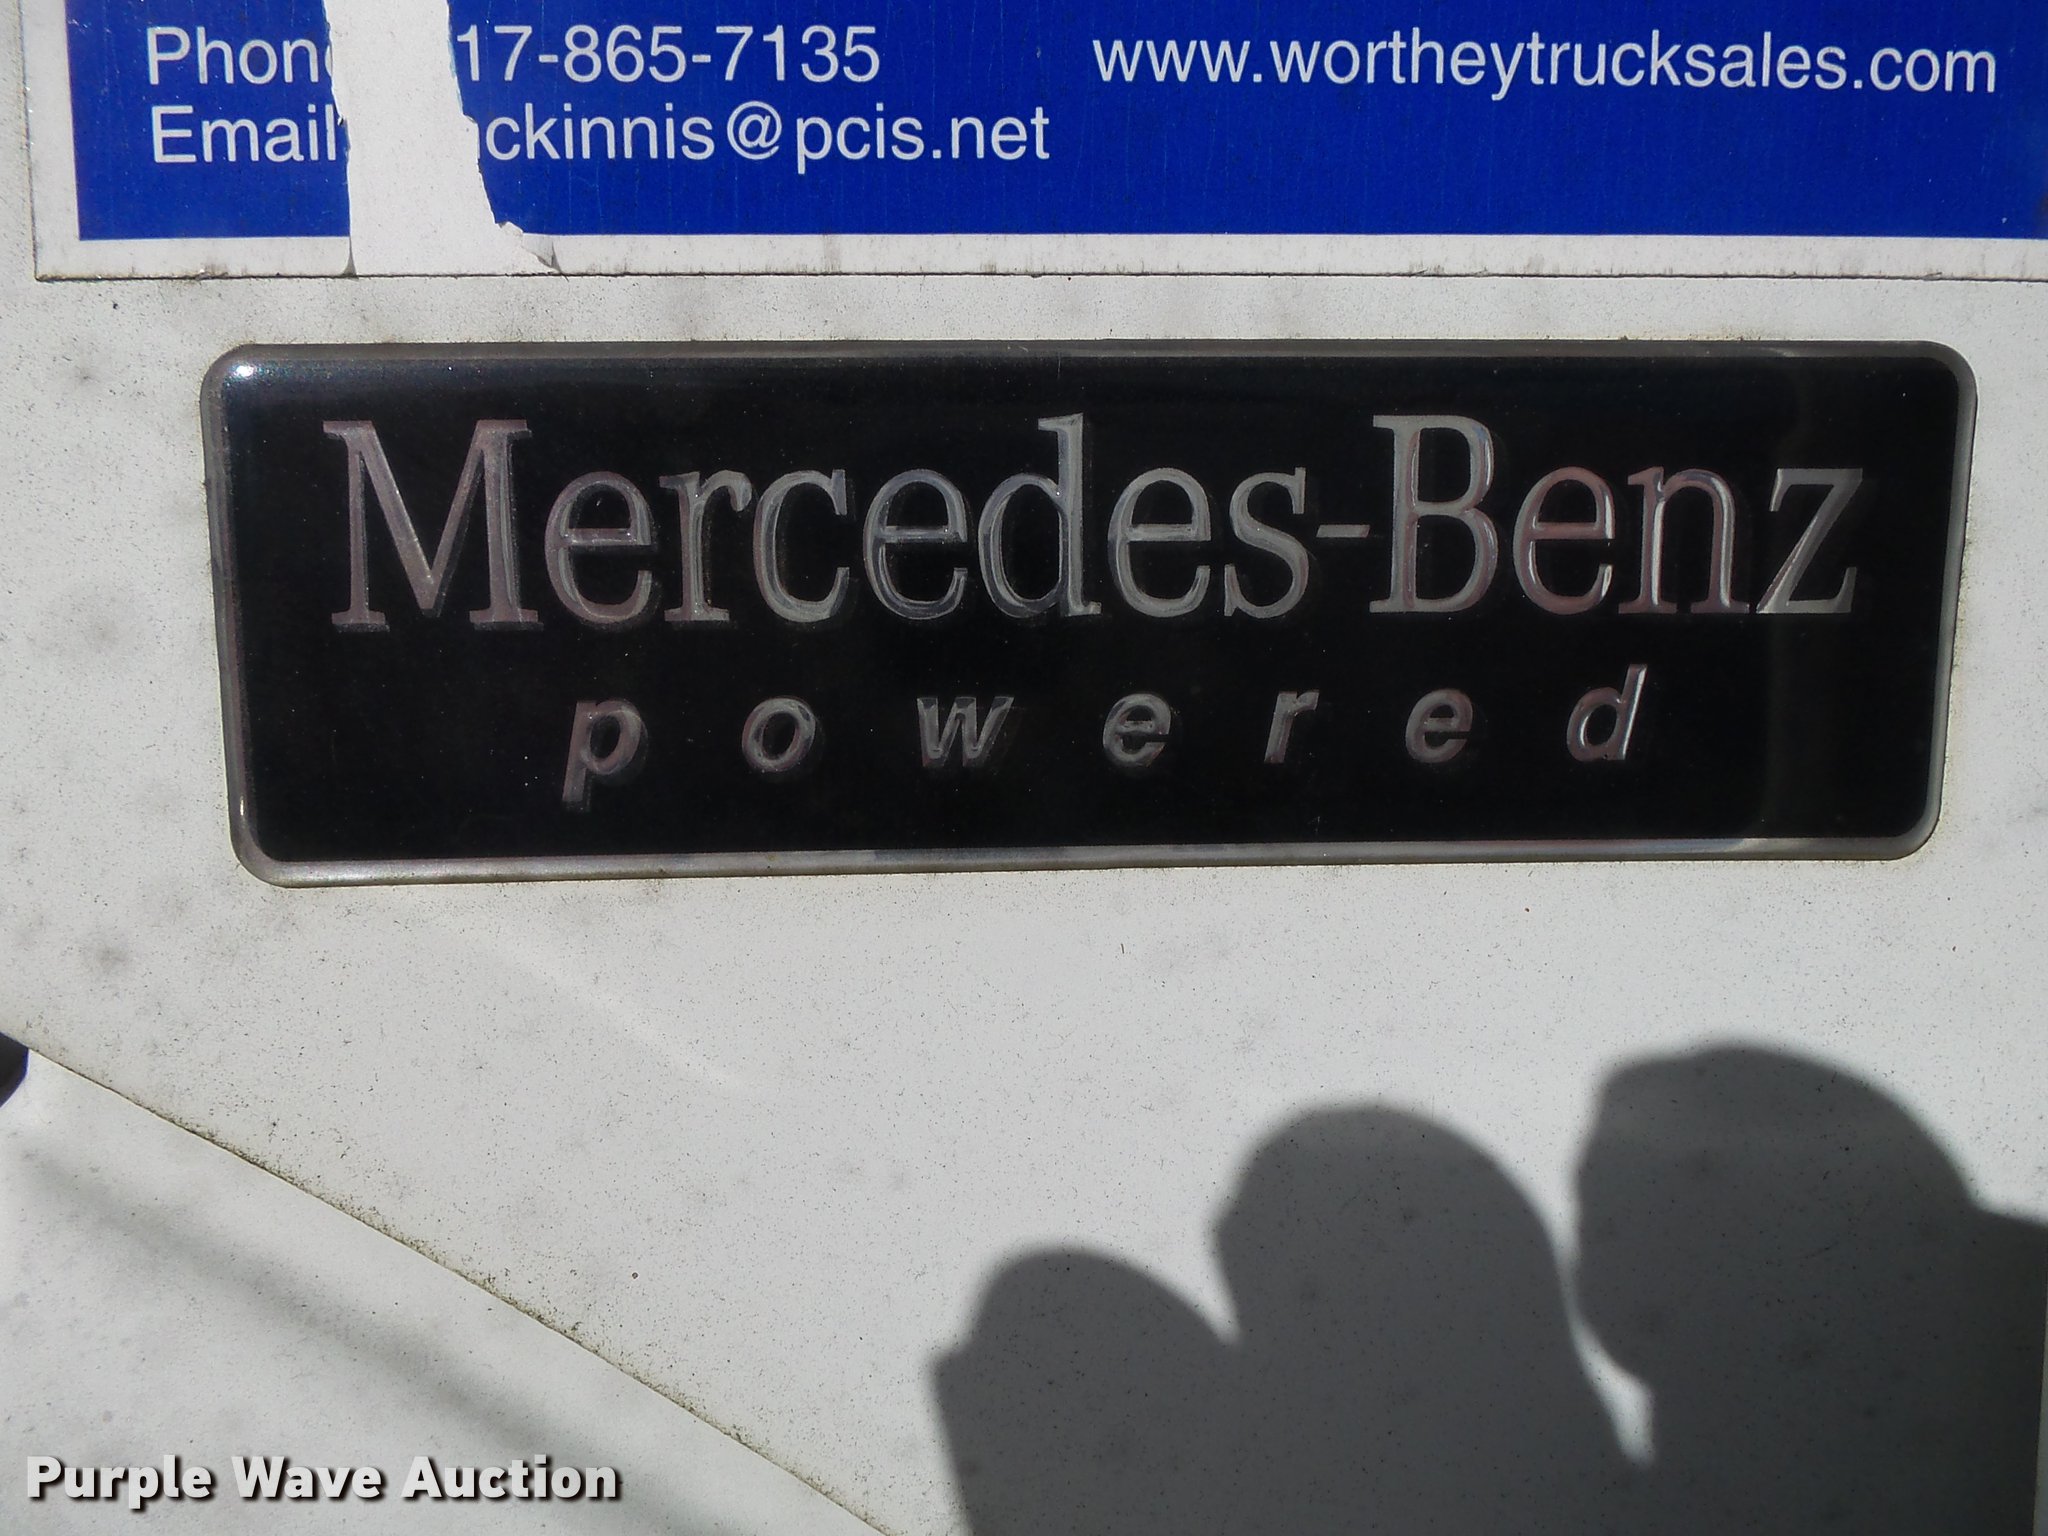 Phon 17-865-7135
www.wortheytrucksales.com
Email ckinnis@pcis.net
Mercedes-Benz
powered
Purple Wave Auction